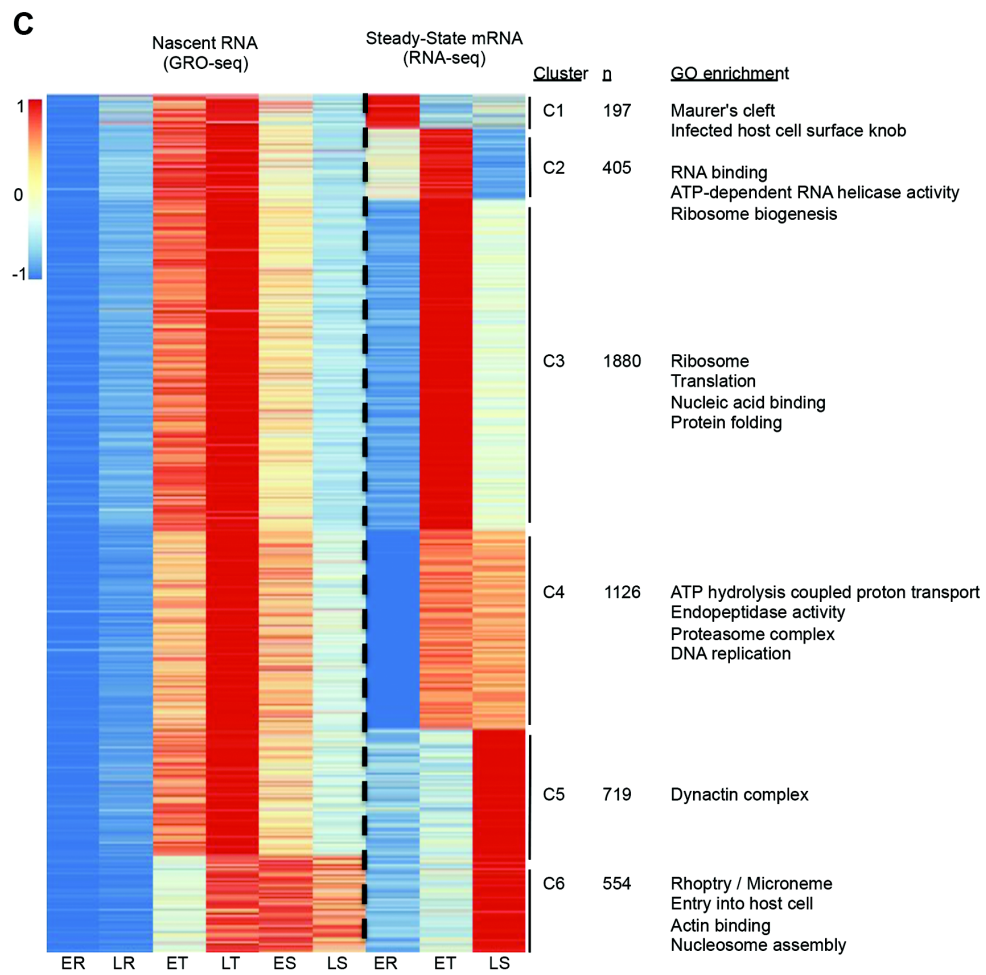 C
Nascent RNA
(GRO-seq)
Steady-State mRNA
(RNA-seq)
Cluster n GO enrichment
1
0
-1
C1 197 Maurer's cleft
Infected host cell surface knob
C2 405 RNA binding
ATP-dependent RNA helicase activity
Ribosome biogenesis
C3 1880 Ribosome
Translation
Nucleic acid binding
Protein folding
C4 1126 ATP hydrolysis coupled proton transport
Endopeptidase activity
Proteasome complex
DNA replication
C5 719 Dynactin complex
C6 554 Rhoptry / Microneme
Entry into host cell
Actin binding
Nucleosome assembly
ER LR ET LT ES LS ER ET LS